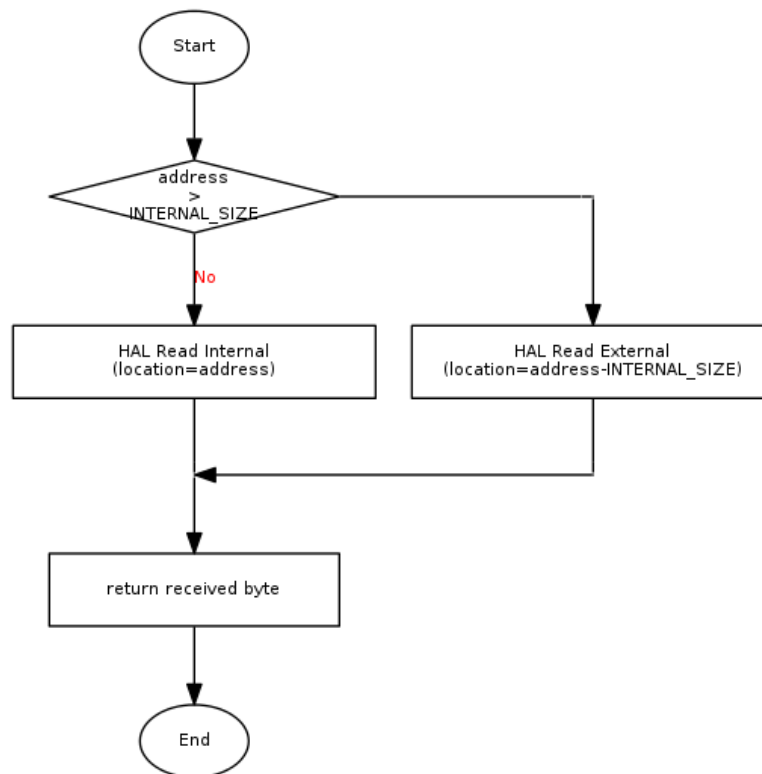 Start
address
>
INTERNAL_SIZE
No
HAL Read Internal
(location=address)
HAL Read External
(location=address-INTERNAL_SIZE)
return received byte
End